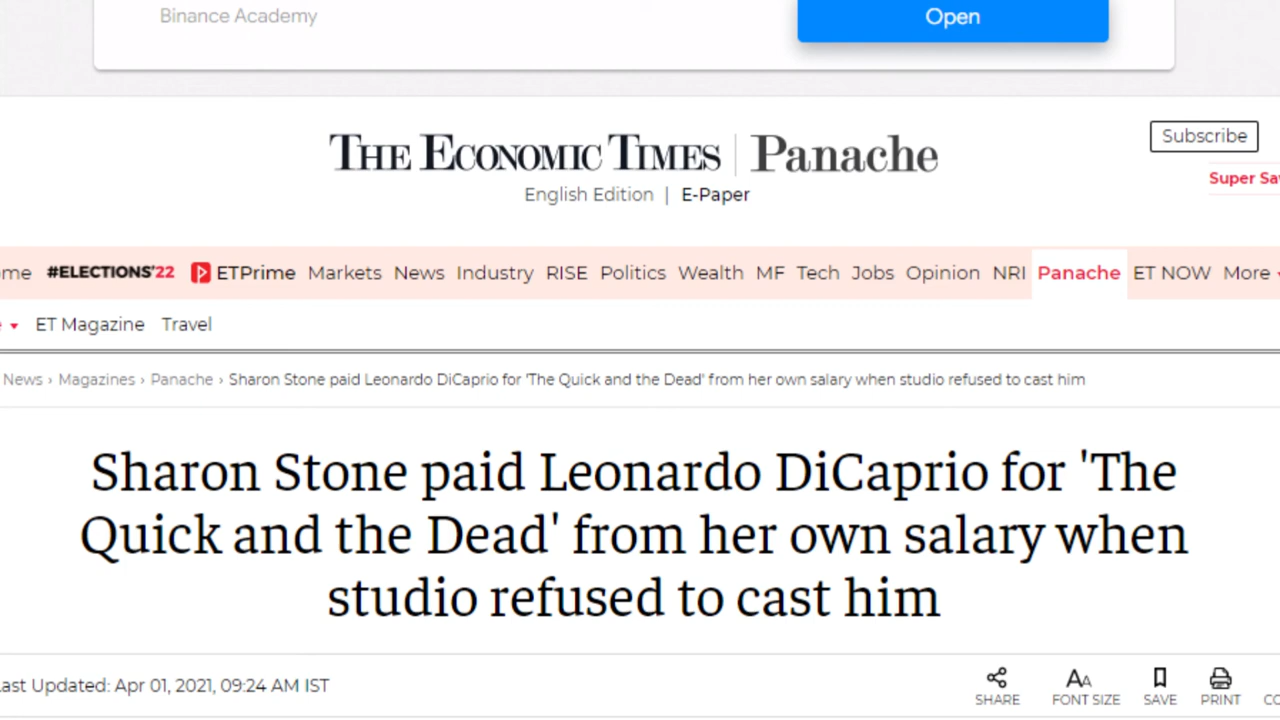 Binance Academy
Open
THE ECONOMIC TIMES | Panache
Subscribe
English Edition | E-Paper
Super
#ELECTIONS'22 ETPrime Markets News Industry RISE Politics Wealth MF Tech Jobs Opinion NRI Panache ET NOW More
ET Magazine Travel
News › Magazines › Panache › Sharon Stone paid Leonardo DiCaprio for 'The Quick and the Dead' from her own salary when studio refused to cast him
Sharon Stone paid Leonardo DiCaprio for 'The
Quick and the Dead' from her own salary when
studio refused to cast him
ast Updated: Apr 01, 2021, 09:24 AM IST
SHARE FONT SIZE SAVE PRINT